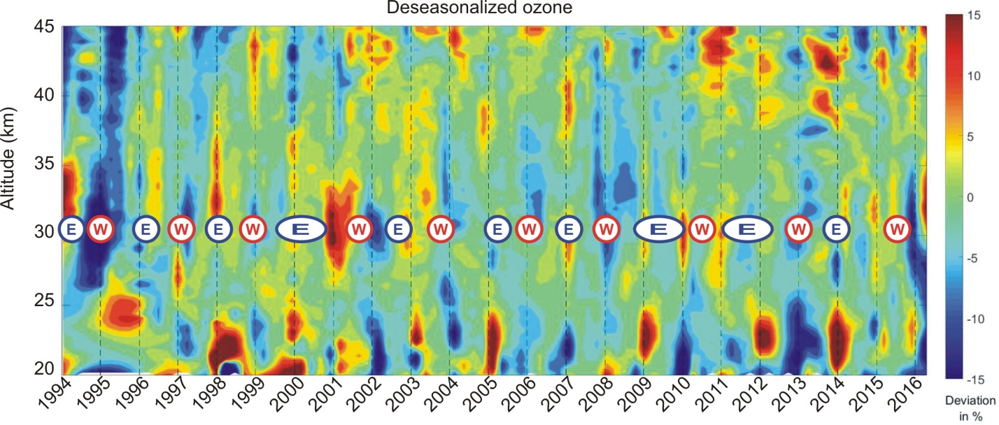 Deseasonalized ozone
Altitude (km)
45
40
35
30
25
20
E W E W E W E W E W E W E W E W E W E W
1994 1995 1996 1997 1998 1999 2000 2001 2002 2003 2004 2005 2006 2007 2008 2009 2010 2011 2012 2013 2014 2015 2016
15
10
5
0
-5
-10
-15
Deviation
in %